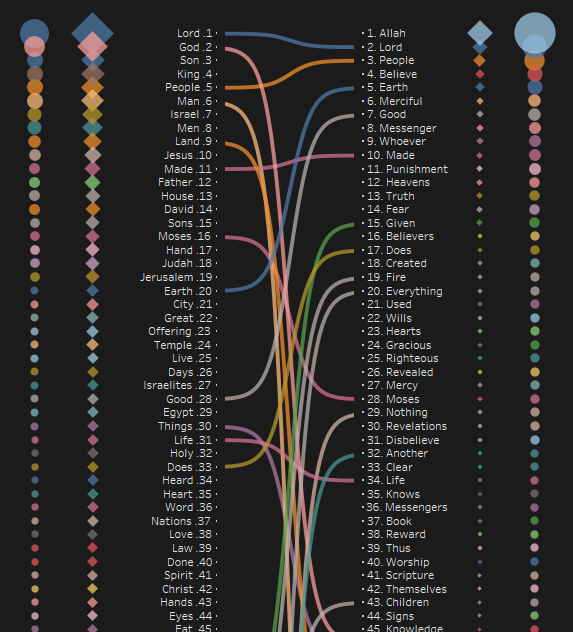 Lord .1
God .2
Son .3
King .4
People .5
Man .6
Israel .7
Men .8
Land .9
Jesus .10
Made .11
Father .12
House .13
David .14
Sons .15
Moses .16
Hand .17
Judah .18
Jerusalem .19
Earth .20
City .21
Great .22
Offering .23
Temple .24
Live .25
Days .26
Israelites .27
Good .28
Egypt .29
Things .30
Life .31
Holy .32
Does .33
Heard .34
Heart .35
Word .36
Nations .37
Love .38
Law .39
Done .40
Spirit .41
Christ .42
Hands .43
Eyes .44
Eat .45
1. Allah
2. Lord
3. People
4. Believe
5. Earth
6. Merciful
7. Good
8. Messenger
9. Whoever
10. Made
11. Punishment
12. Heavens
13. Truth
14. Fear
15. Given
16. Believers
17. Does
18. Created
19. Fire
20. Everything
21. Used
22. Wills
23. Hearts
24. Gracious
25. Righteous
26. Revealed
27. Mercy
28. Moses
29. Nothing
30. Revelations
31. Disbelieve
32. Another
33. Clear
34. Life
35. Knows
36. Messengers
37. Book
38. Reward
39. Thus
40. Worship
41. Scripture
42. Themselves
43. Children
44. Signs
45. Knowledge